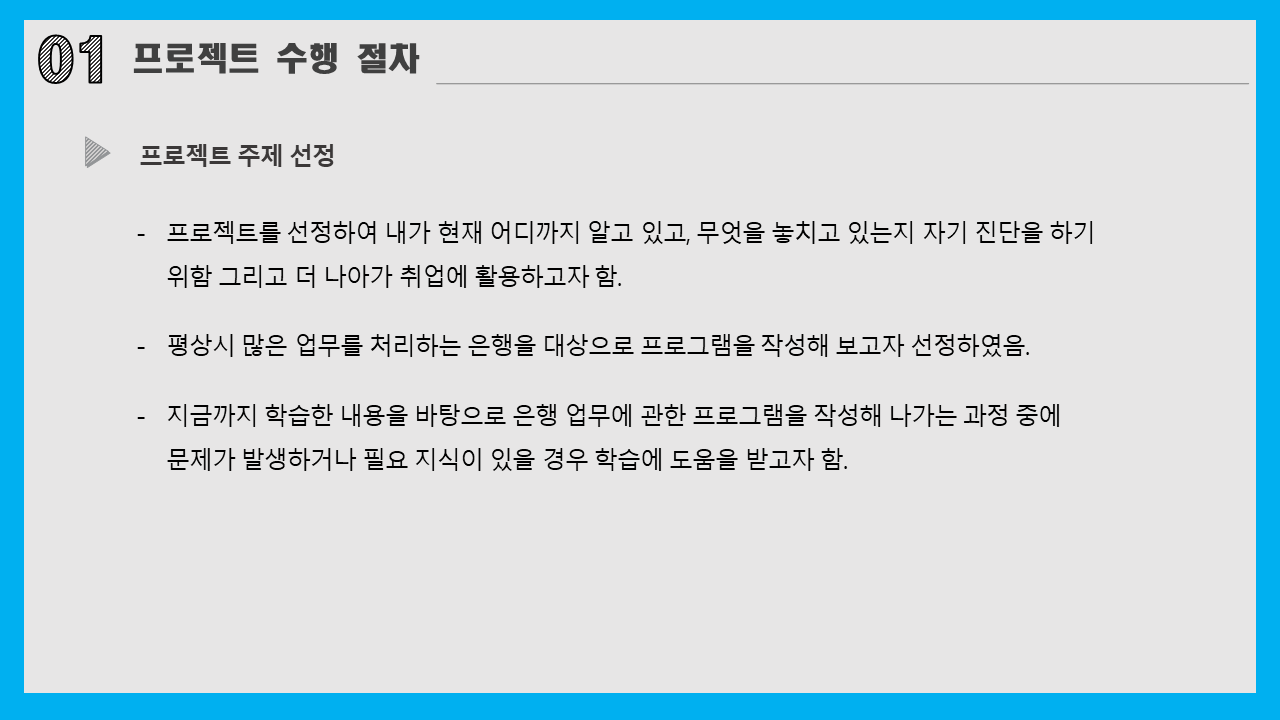 01 프로젝트 수행 절차
프로젝트 주제 선정
- 프로젝트를 선정하여 내가 현재 어디까지 알고 있고, 무엇을 놓치고 있는지 자기 진단을 하기
위함 그리고 더 나아가 취업에 활용하고자 함.
- 평상시 많은 업무를 처리하는 은행을 대상으로 프로그램을 작성해 보고자 선정하였음.
- 지금까지 학습한 내용을 바탕으로 은행 업무에 관한 프로그램을 작성해 나가는 과정 중에
문제가 발생하거나 필요 지식이 있을 경우 학습에 도움을 받고자 함.